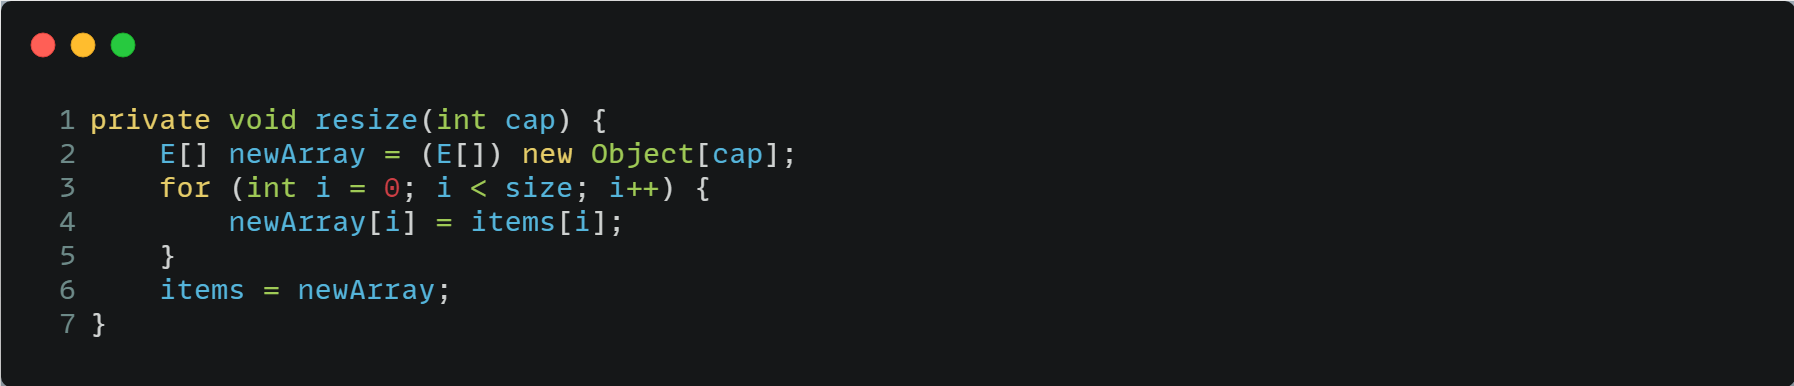 1 private void resize(int cap) {
2     E[] newArray = (E[]) new Object[cap];
3     for (int i = 0; i < size; i++) {
4         newArray[i] = items[i];
5     }
6     items = newArray;
7 }